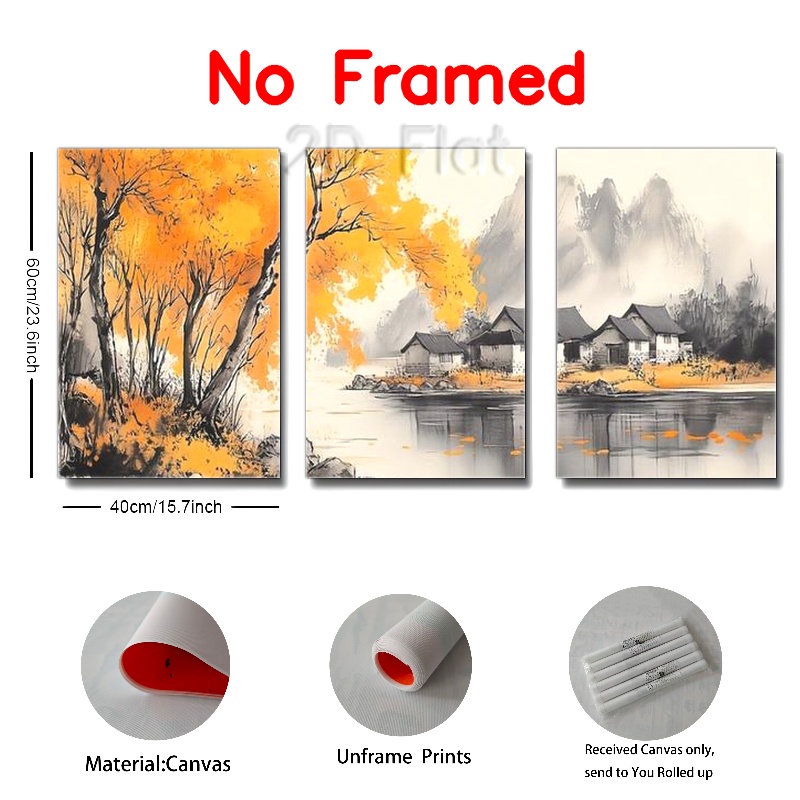 No Framed
2D Flat
60cm/23.6inch
40cm/15.7inch
Material:Canvas
Unframe Prints
Received Canvas only,
send to You Rolled up